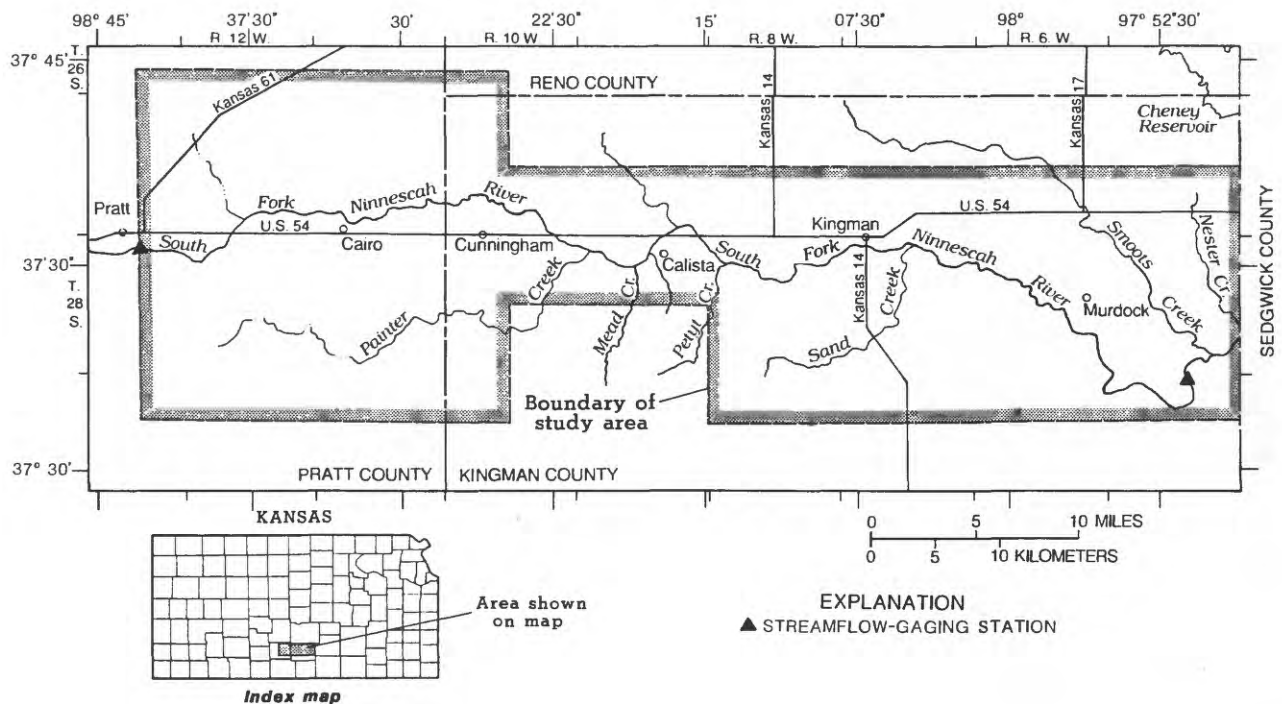 98° 45' 37'30" 30' 22'30" 15' 07'30" 98° 97° 52'30"
R. 12 W. R. 10 W. R. 8 W. R. 6 W.
37° 45'
T. 26 S.
Kansas 61
RENO COUNTY
Kansas 14
Kansas 17
Cheney
Reservoir
Pratt
South Fork Ninnescah River
U.S. 54
Cairo
Cunningham
Calista
South Fork Ninnescah River
Kingman
U.S. 54
Kansas 14
Murdock
Smoots Creek
Nester Cr.
SEDGWICK COUNTY
37'30"
T. 28 S.
Painter Creek
Mead Cr.
Petyt Cr.
Sand Creek
Boundary of
study area
37° 30'
PRATT COUNTY
KINGMAN COUNTY
0 5 10 MILES
0 5 10 KILOMETERS
KANSAS
Area shown
on map
Index map
EXPLANATION
STREAMFLOW-GAGING STATION